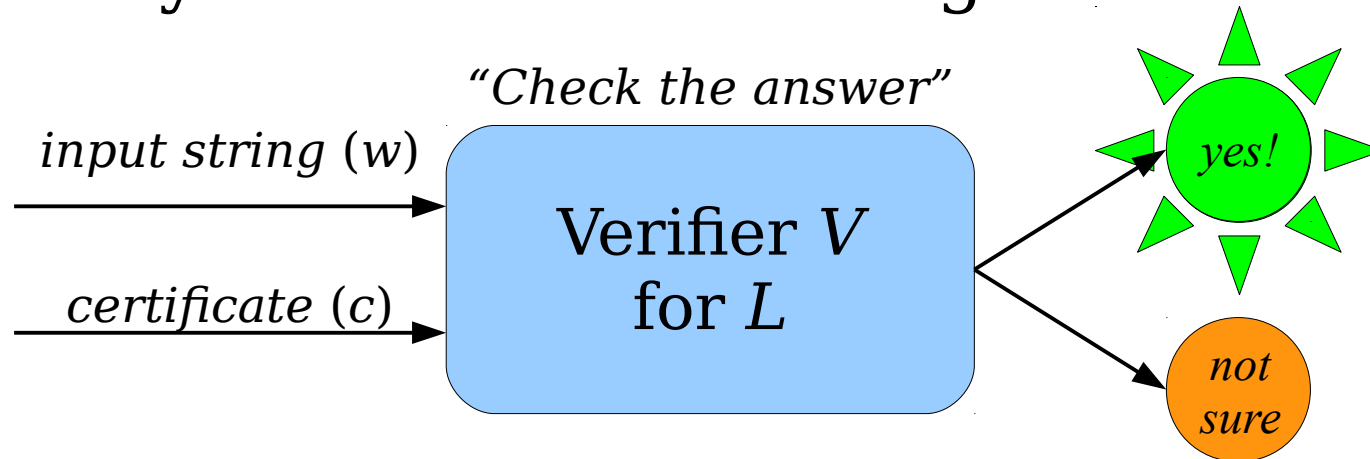 “Check the answer”
input string (w)
certificate (c)
Verifier V
for L
yes!
not
sure